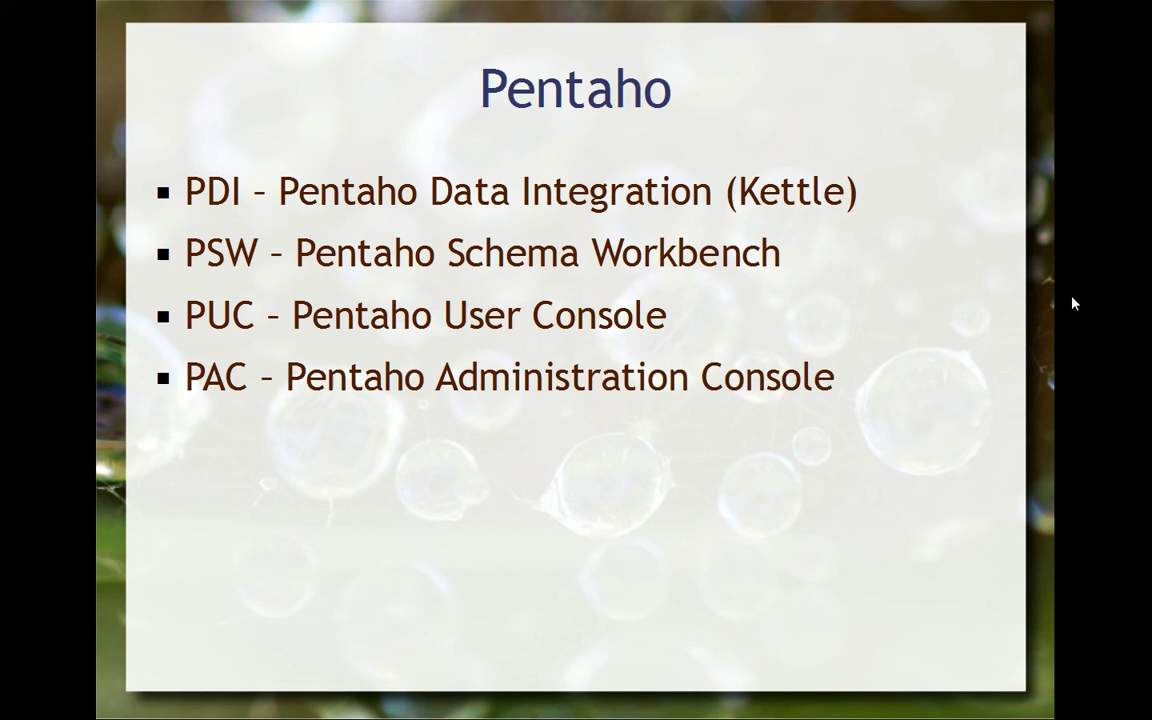 Pentaho
▪ PDI – Pentaho Data Integration (Kettle)
▪ PSW – Pentaho Schema Workbench
▪ PUC – Pentaho User Console
▪ PAC – Pentaho Administration Console